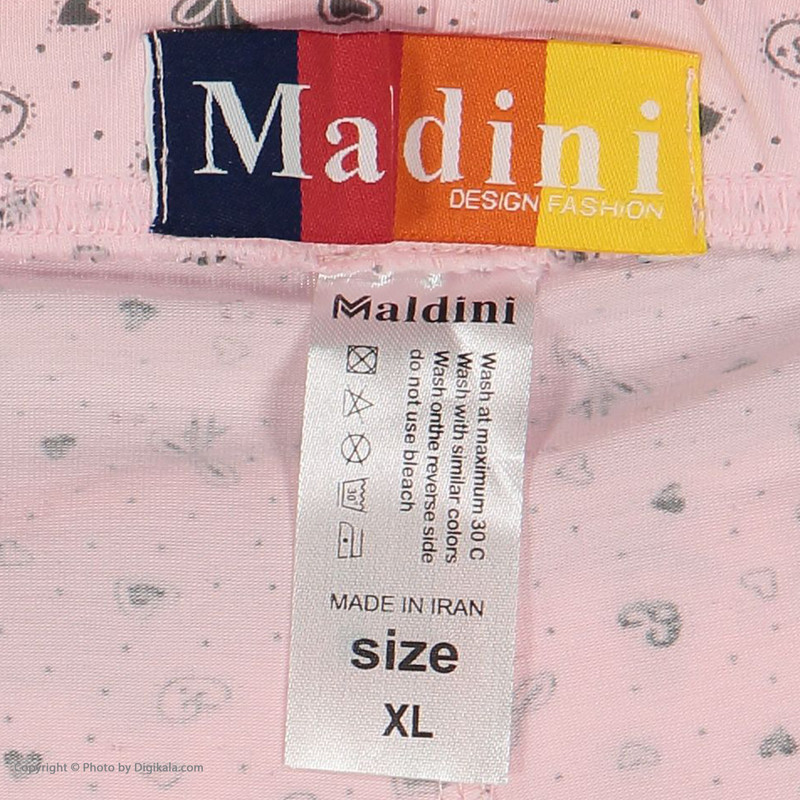 Madini
DESIGN FASHION
Maldini
Wash at maximum 30 C
Wash with similar colors
Wash onthe reverse side
do not use bleach
30°
MADE IN IRAN
size
XL
Copyright © Photo by Digikala.com